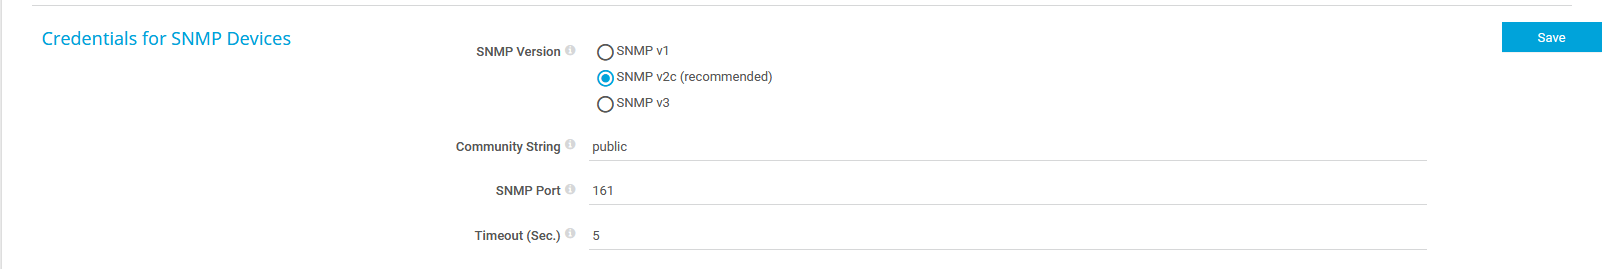 Credentials for SNMP Devices
Save
SNMP Version
SNMP v1
SNMP v2c (recommended)
SNMP v3
Community String public
SNMP Port 161
Timeout (Sec.) 5